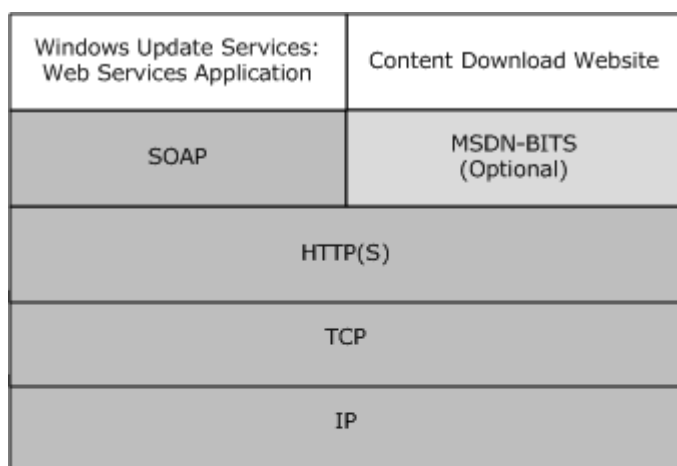 Windows Update Services:
Web Services Application
Content Download Website
SOAP
MSDN-BITS
(Optional)
HTTP(S)
TCP
IP